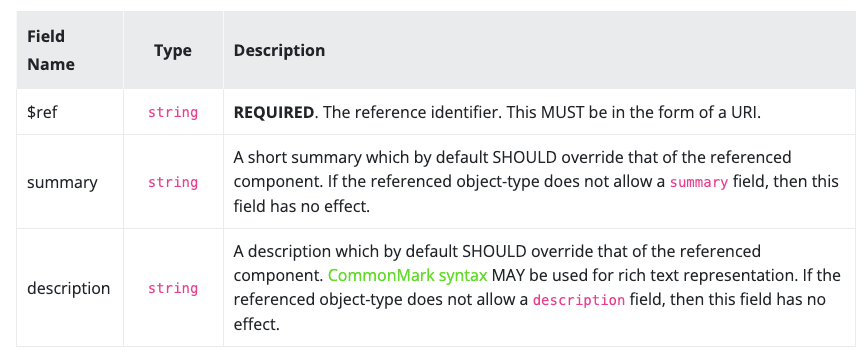 Field
Name
Type
Description
$ref
string
REQUIRED. The reference identifier. This MUST be in the form of a URI.
summary
string
A short summary which by default SHOULD override that of the referenced
component. If the referenced object-type does not allow a summary field, then this
field has no effect.
description
string
A description which by default SHOULD override that of the referenced
component. CommonMark syntax MAY be used for rich text representation. If the
referenced object-type does not allow a description field, then this field has no
effect.